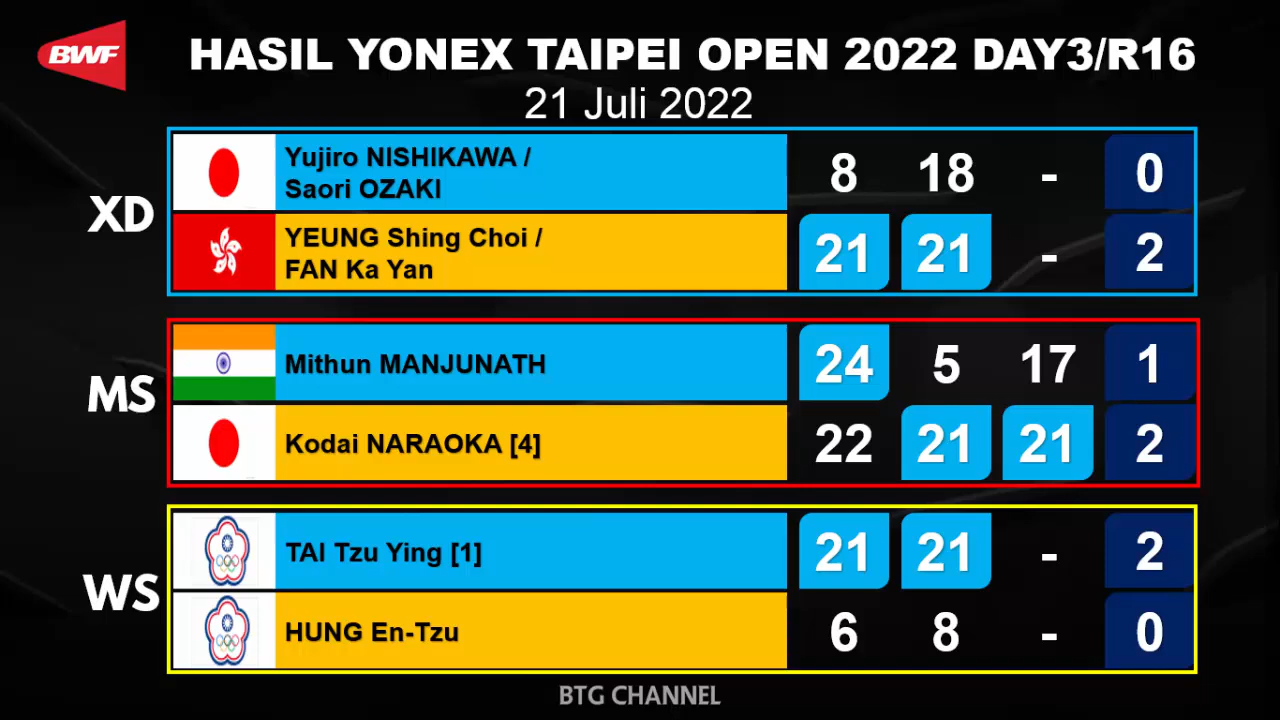 BWF
HASIL YONEX TAIPEI OPEN 2022 DAY3/R16
21 Juli 2022
XD
Yujiro NISHIKAWA /
Saori OZAKI
8 18 - 0
YEUNG Shing Choi /
FAN Ka Yan
21 21 - 2
MS
Mithun MANJUNATH 24 5 17 1
Kodai NARAOKA [4] 22 21 21 2
WS
TAI Tzu Ying [1] 21 21 - 2
HUNG En-Tzu 6 8 - 0
BTG CHANNEL